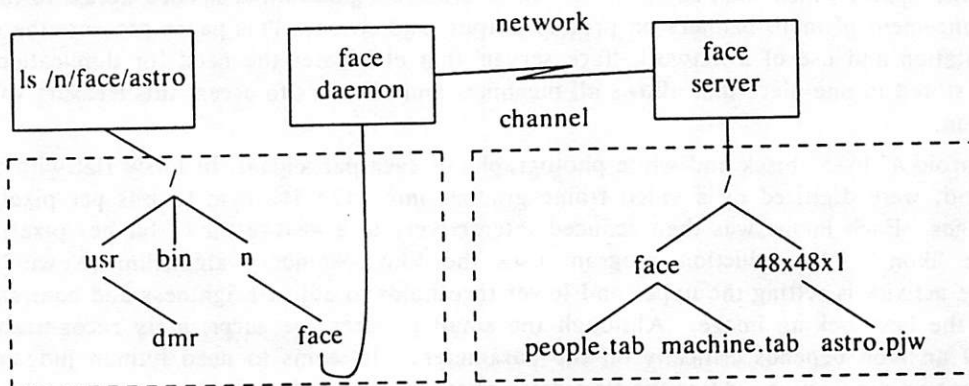 network
ls /n/face/astro
face
daemon
face
server
channel
/
usr bin n
dmr face
/
face 48x48x1
people.tab machine.tab astro.pjw